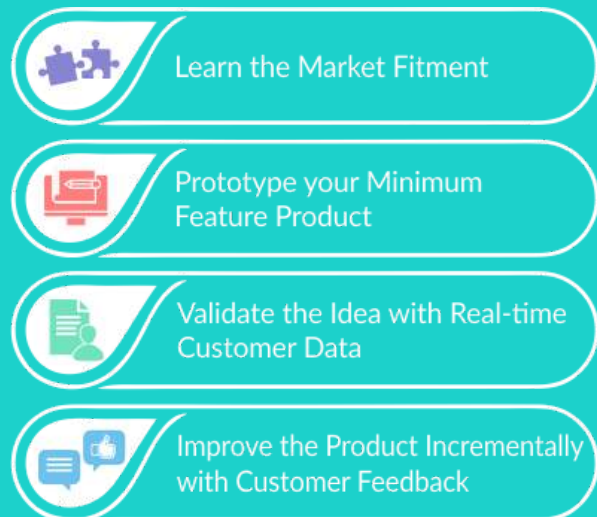 Learn the Market Fitment
Prototype your Minimum
Feature Product
Validate the Idea with Real-time
Customer Data
Improve the Product Incrementally
with Customer Feedback